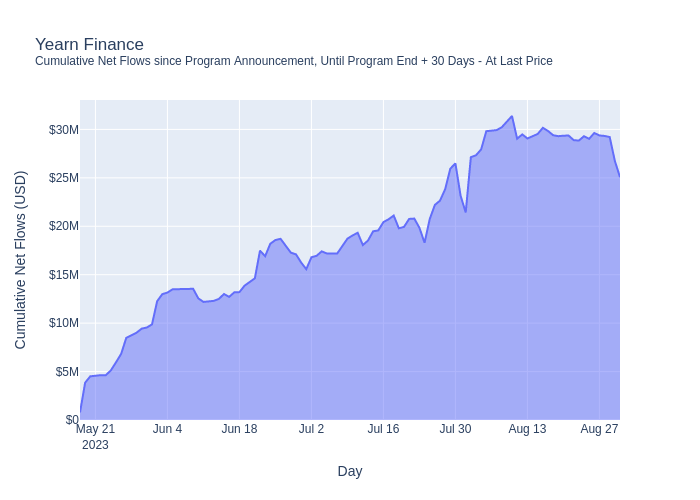 Yearn Finance
Cumulative Net Flows since Program Announcement, Until Program End + 30 Days - At Last Price
Cumulative Net Flows (USD)
$30M
$25M
$20M
$15M
$10M
$5M
$0
May 21 Jun 4 Jun 18 Jul 2 Jul 16 Jul 30 Aug 13 Aug 27
2023
Day